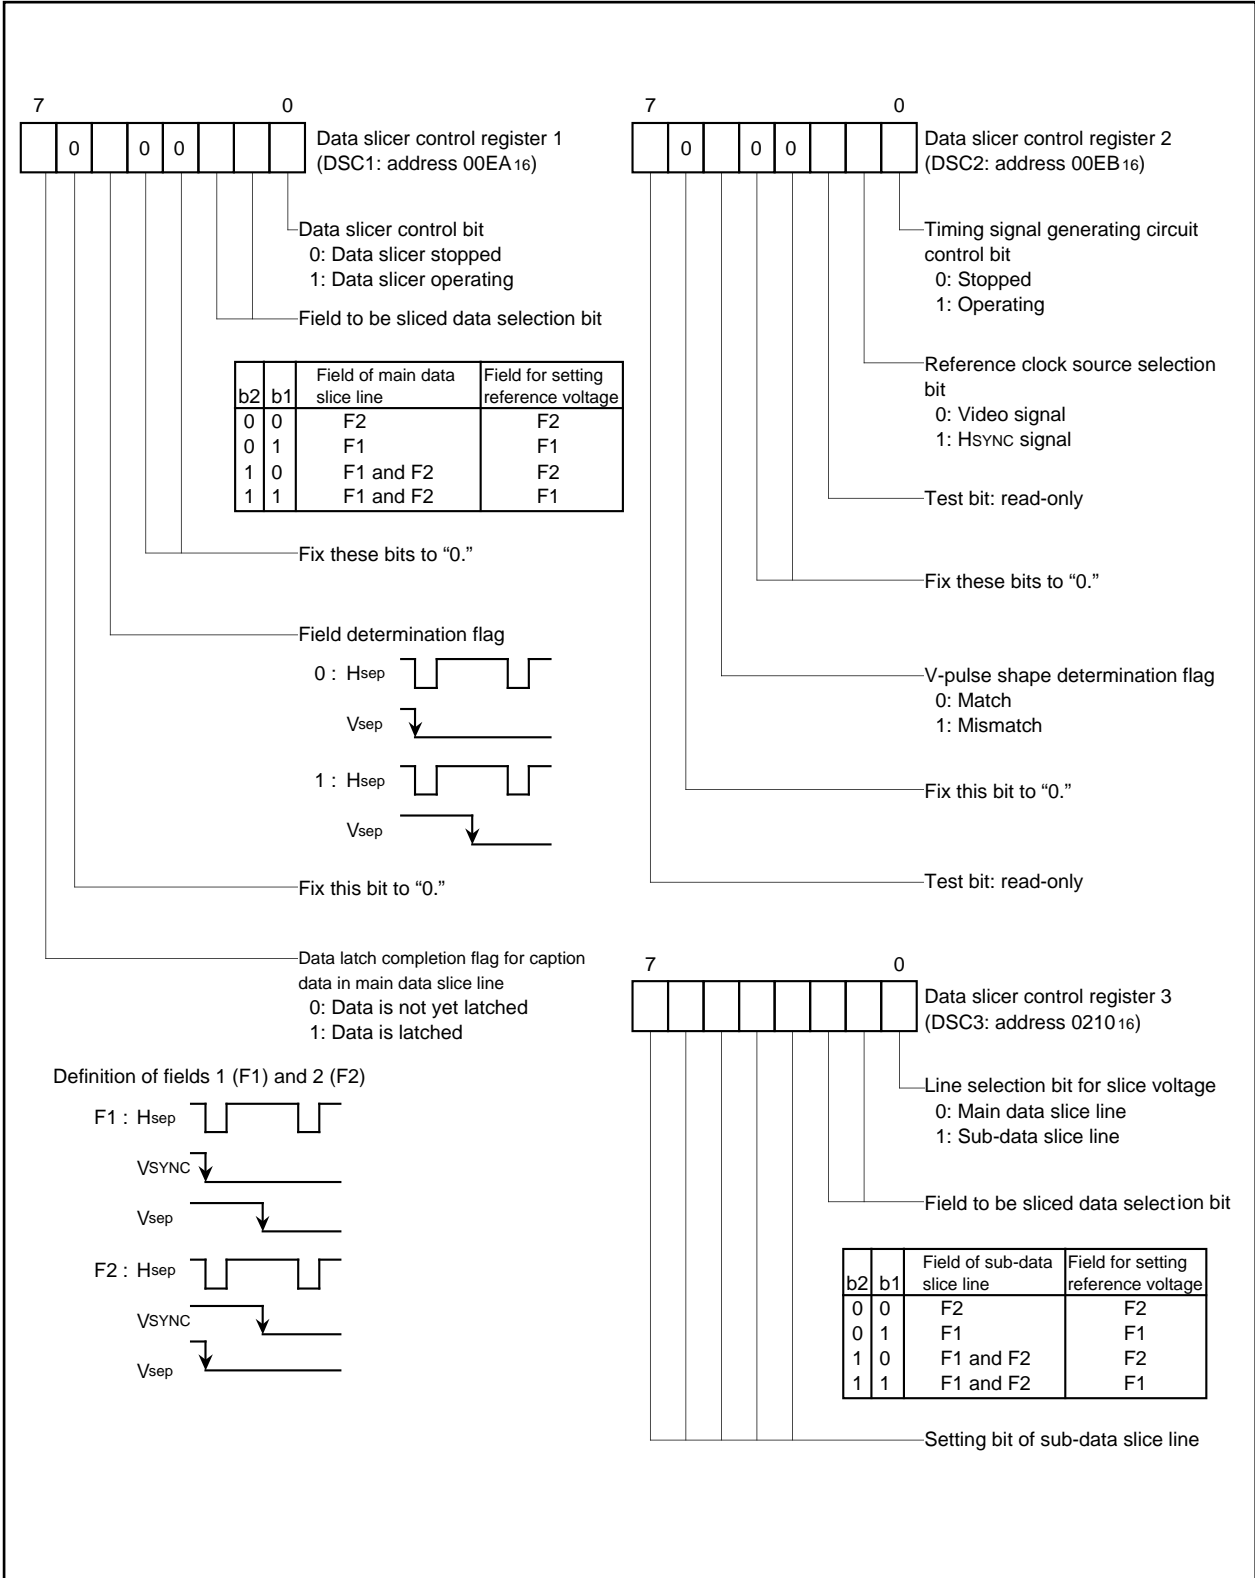 7 0
0 0 0
Data slicer control register 1
(DSC1: address 00EA16)
Data slicer control bit
0: Data slicer stopped
1: Data slicer operating
Field to be sliced data selection bit
b2 b1 Field of main data slice line Field for setting reference voltage
0 0 F2 F2
0 1 F1 F1
1 0 F1 and F2 F2
1 1 F1 and F2 F1
Fix these bits to “0.”
Field determination flag
0 : Hsep
Vsep
1 : Hsep
Vsep
Fix this bit to “0.”
Data latch completion flag for caption
data in main data slice line
0: Data is not yet latched
1: Data is latched
Definition of fields 1 (F1) and 2 (F2)
F1 : Hsep
VSYNC
Vsep
F2 : Hsep
VSYNC
Vsep
7 0
0 0 0
Data slicer control register 2
(DSC2: address 00EB16)
Timing signal generating circuit
control bit
0: Stopped
1: Operating
Reference clock source selection
bit
0: Video signal
1: HSYNC signal
Test bit: read-only
Fix these bits to “0.”
V-pulse shape determination flag
0: Match
1: Mismatch
Fix this bit to “0.”
Test bit: read-only
7 0
Data slicer control register 3
(DSC3: address 021016)
Line selection bit for slice voltage
0: Main data slice line
1: Sub-data slice line
Field to be sliced data selection bit
b2 b1 Field of sub-data slice line Field for setting reference voltage
0 0 F2 F2
0 1 F1 F1
1 0 F1 and F2 F2
1 1 F1 and F2 F1
Setting bit of sub-data slice line